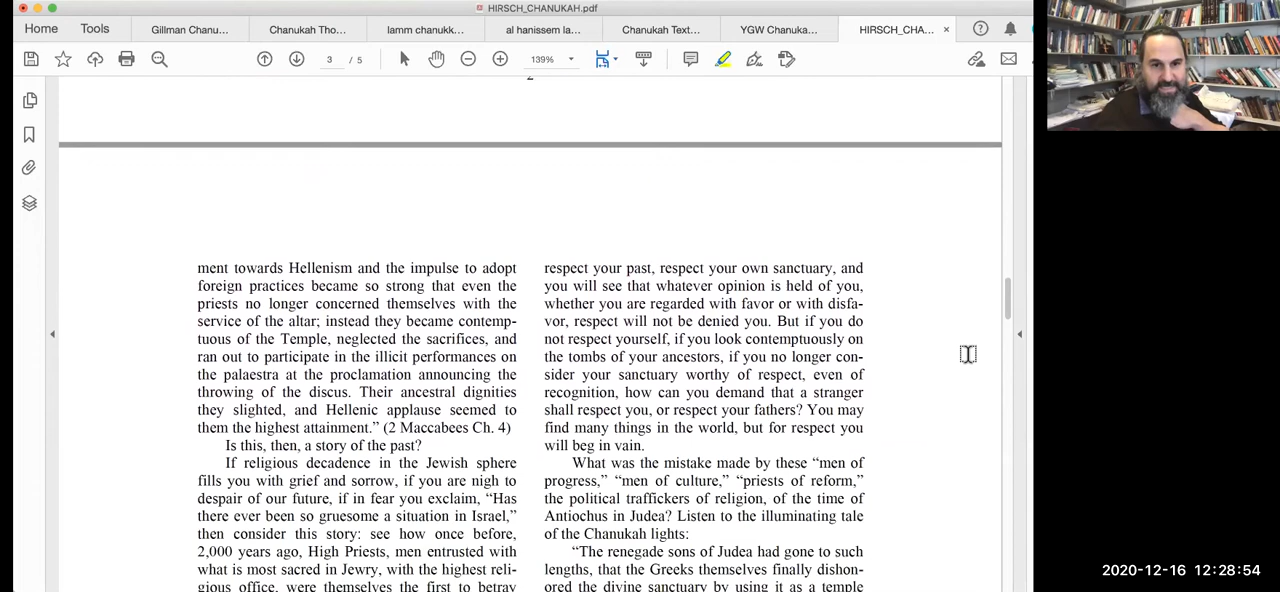 HIRSCH_CHANUKAH.pdf
Home
Tools
Gillman Chanu...
Chanukah Tho...
lamm chanukk...
al hanissem la...
Chanukah Text...
YGW Chanuka...
HIRSCH_CHA...
3 / 5
139%
2
ment towards Hellenism and the impulse to adopt
foreign practices became so strong that even the
priests no longer concerned themselves with the
service of the altar; instead they became contemp-
tuous of the Temple, neglected the sacrifices, and
ran out to participate in the illicit performances on
the palaestra at the proclamation announcing the
throwing of the discus. Their ancestral dignities
they slighted, and Hellenic applause seemed to
them the highest attainment.” (2 Maccabees Ch. 4)
Is this, then, a story of the past?
If religious decadence in the Jewish sphere
fills you with grief and sorrow, if you are nigh to
despair of our future, if in fear you exclaim, “Has
there ever been so gruesome a situation in Israel,”
then consider this story: see how once before,
2,000 years ago, High Priests, men entrusted with
what is most sacred in Jewry, with the highest reli-
gious office, were themselves the first to betray
respect your past, respect your own sanctuary, and
you will see that whatever opinion is held of you,
whether you are regarded with favor or with disfa-
vor, respect will not be denied you. But if you do
not respect yourself, if you look contemptuously on
the tombs of your ancestors, if you no longer con-
sider your sanctuary worthy of respect, even of
recognition, how can you demand that a stranger
shall respect you, or respect your fathers? You may
find many things in the world, but for respect you
will beg in vain.
What was the mistake made by these “men of
progress,” “men of culture,” “priests of reform,”
the political traffickers of religion, of the time of
Antiochus in Judea? Listen to the illuminating tale
of the Chanukah lights:
“The renegade sons of Judea had gone to such
lengths, that the Greeks themselves finally dishon-
ored the divine sanctuary by using it as a temple
2020-12-16 12:28:54